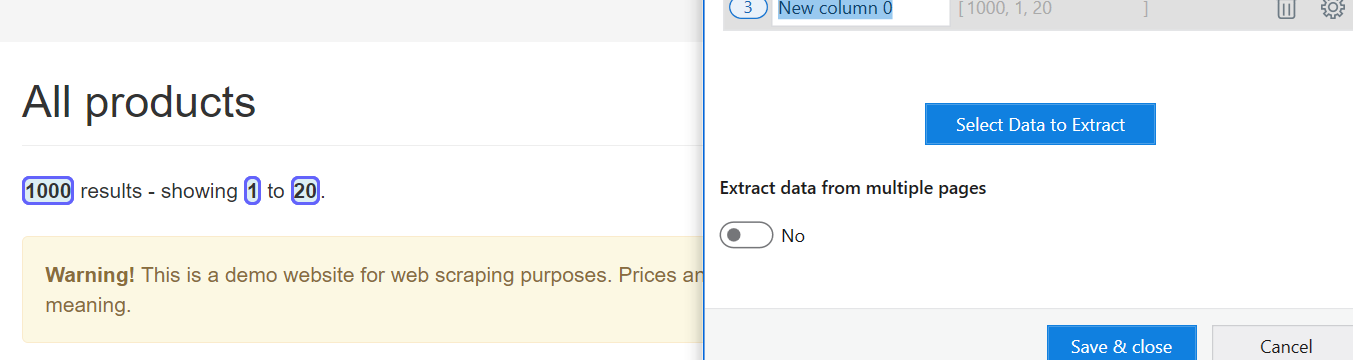 All products
1000 results - showing 1 to 20.
Warning! This is a demo website for web scraping purposes. Prices
meaning.
3 New column 0 [ 1000, 1, 20 ]
Select Data to Extract
Extract data from multiple pages
No
Save & close Cancel